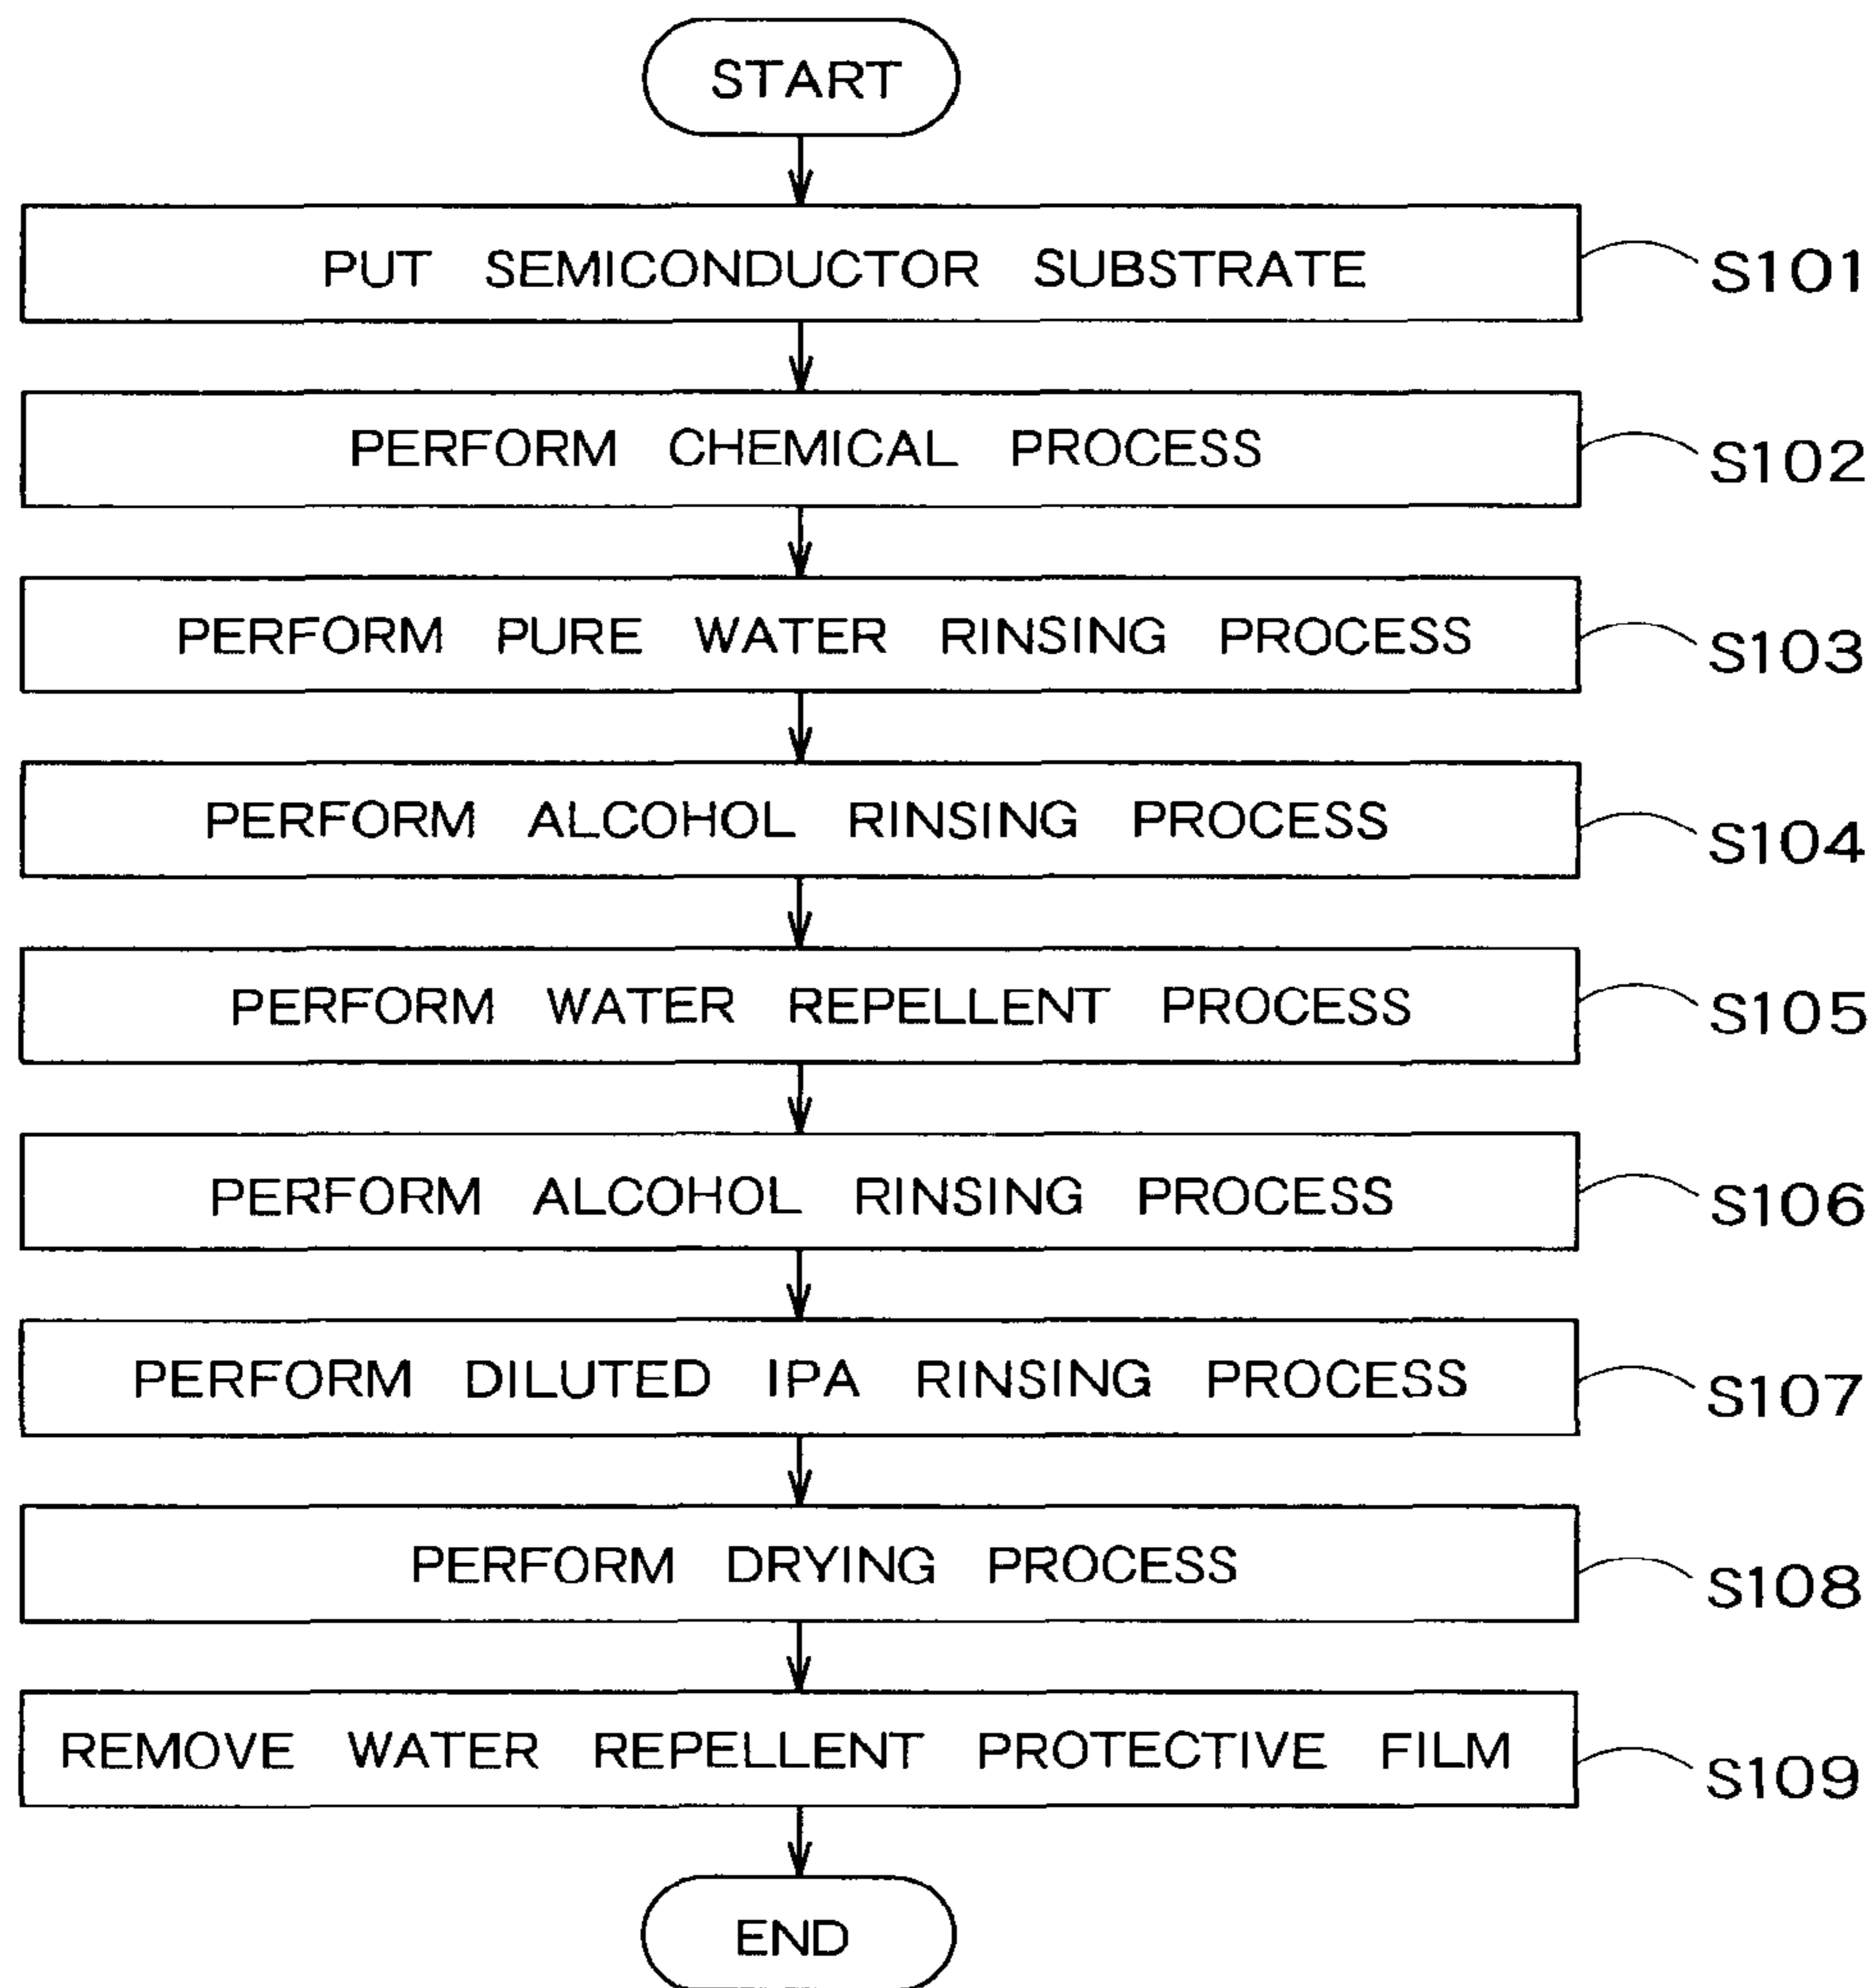 START
PUT SEMICONDUCTOR SUBSTRATE S101
PERFORM CHEMICAL PROCESS S102
PERFORM PURE WATER RINSING PROCESS S103
PERFORM ALCOHOL RINSING PROCESS S104
PERFORM WATER REPELLENT PROCESS S105
PERFORM ALCOHOL RINSING PROCESS S106
PERFORM DILUTED IPA RINSING PROCESS S107
PERFORM DRYING PROCESS S108
REMOVE WATER REPELLENT PROTECTIVE FILM S109
END